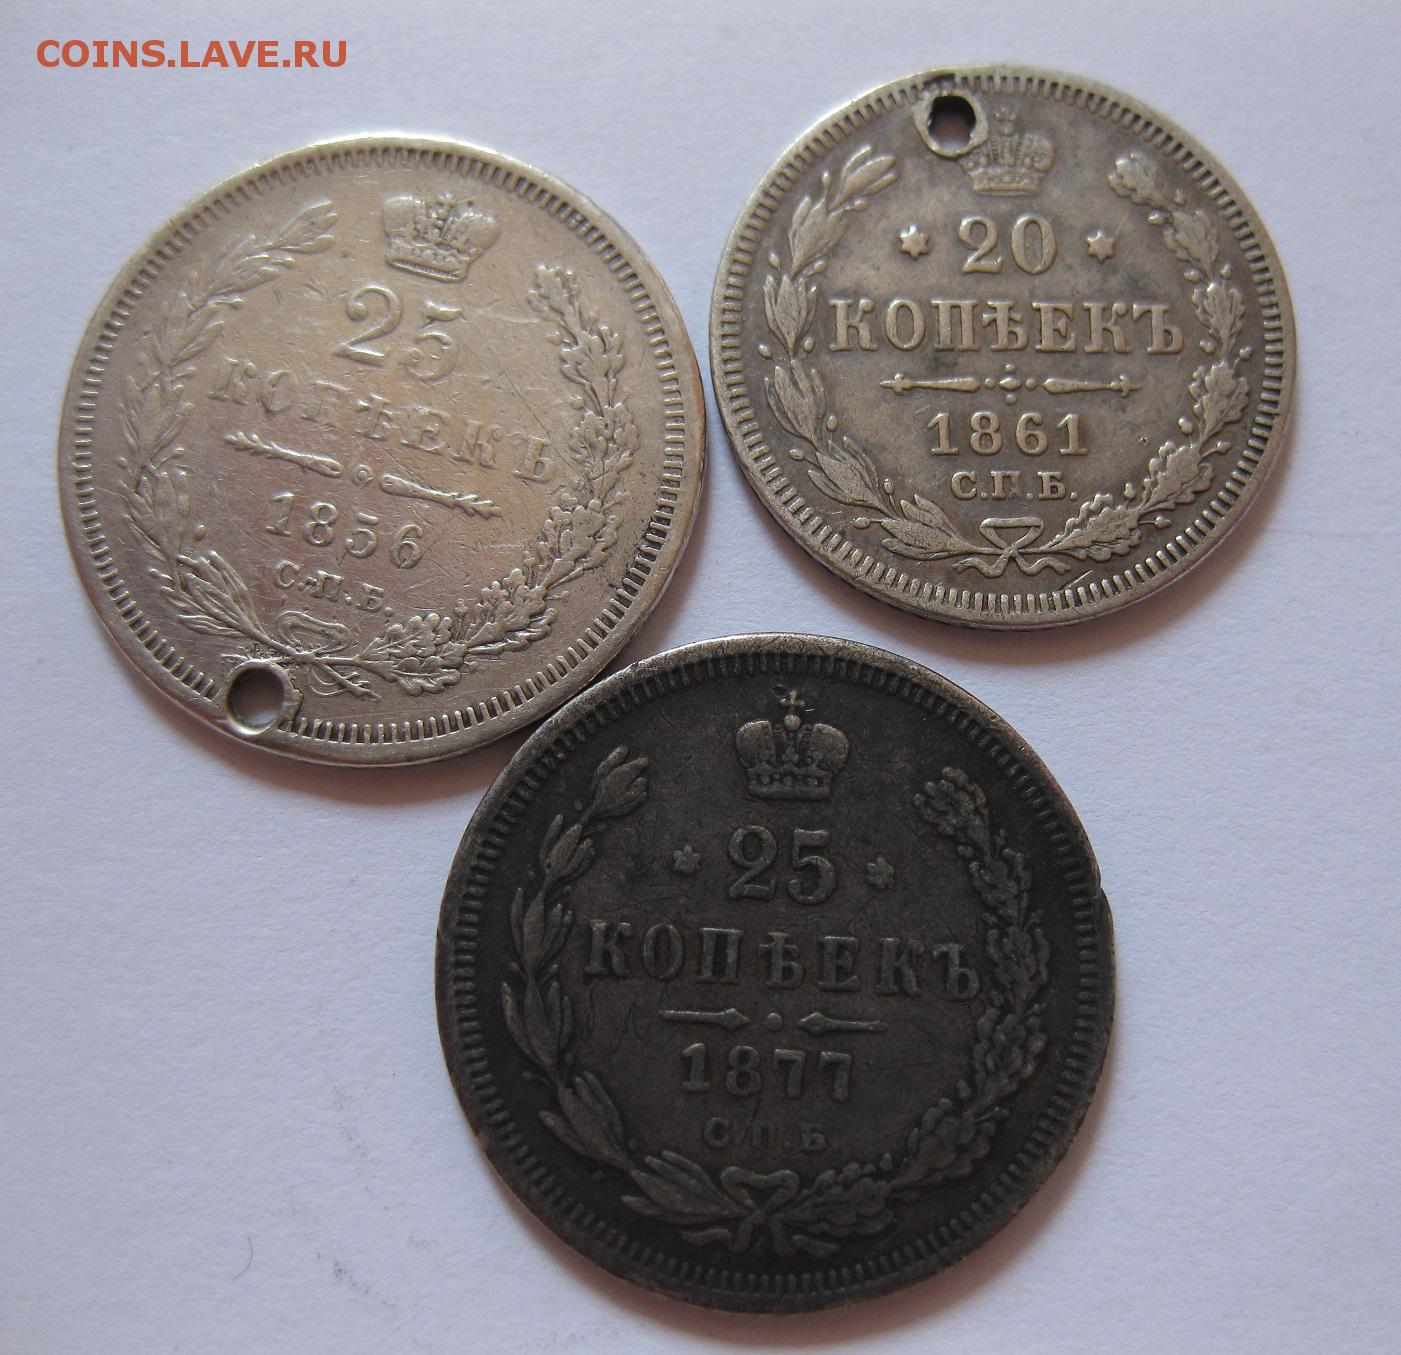 COINS.LAVE.RU
25
КОПѢЕКЪ
1856
С.П.Б.
* 20 *
КОПѢЕКЪ
1861
С.П.Б.
* 25 *
КОПѢЕКЪ
1877
С.П.Б